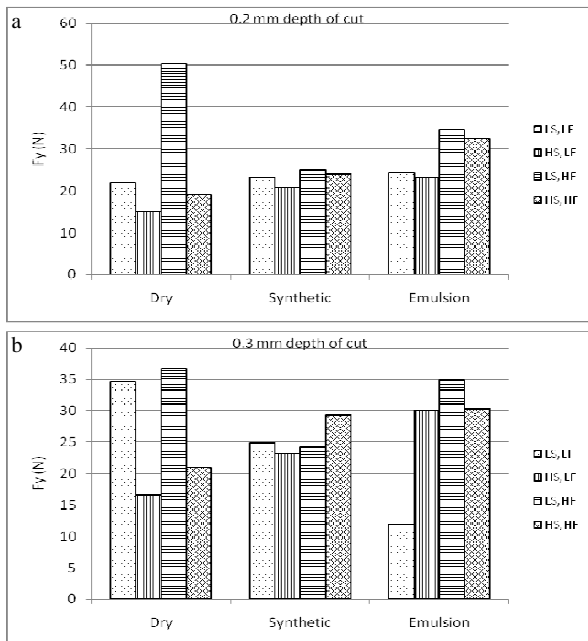 a
0.2 mm depth of cut
60
50
40
30
20
10
0
Fy (N)
Dry
Synthetic
Emulsion
LS, LF
HS, LF
LS, HF
HS, HF
b
0.3 mm depth of cut
40
35
30
25
20
15
10
5
0
Fy (N)
Dry
Synthetic
Emulsion
LS, LF
HS, LF
LS, HF
HS, HF